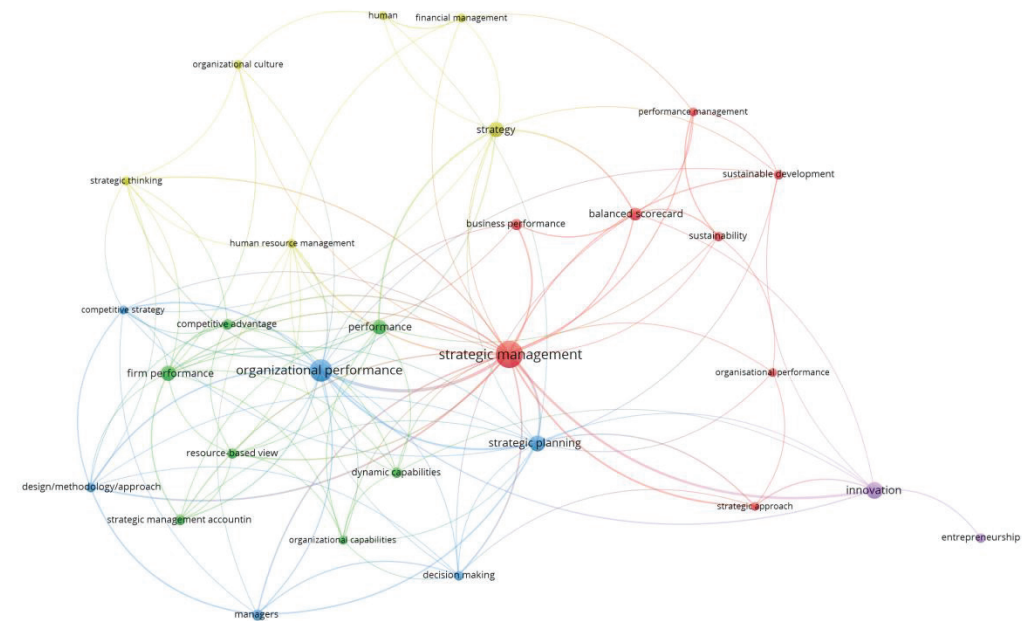 human
financial management
organizational culture
performance management
strategy
sustainable development
strategic thinking
balanced scorecard
business performance
sustainability
human resource management
competitive strategy
competitive advantage
performance
strategic management
organizational performance
firm performance
organisational performance
strategic planning
resource-based view
dynamic capabilities
design/methodology/approach
innovation
strategic approach
strategic management accountin
organizational capabilities
entrepreneurship
decision making
managers